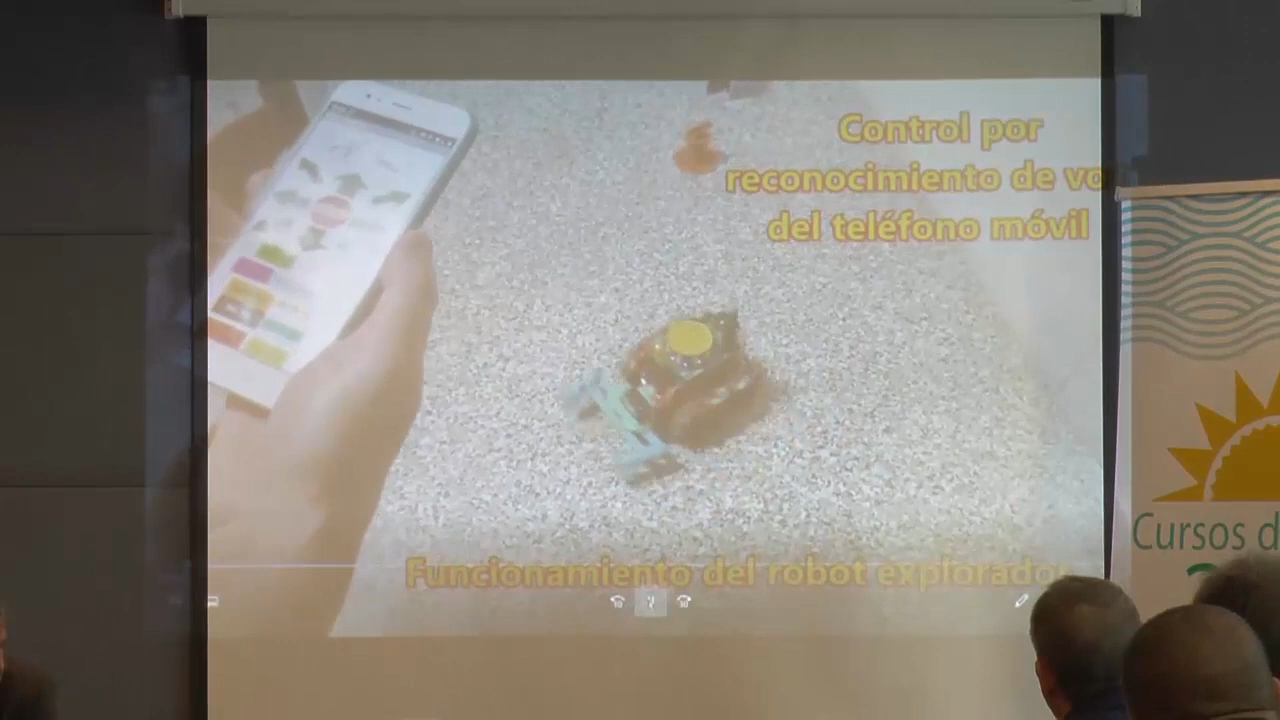 Control por
reconocimiento de vo
del teléfono móvil
Funcionamiento del robot explorador
Cursos d